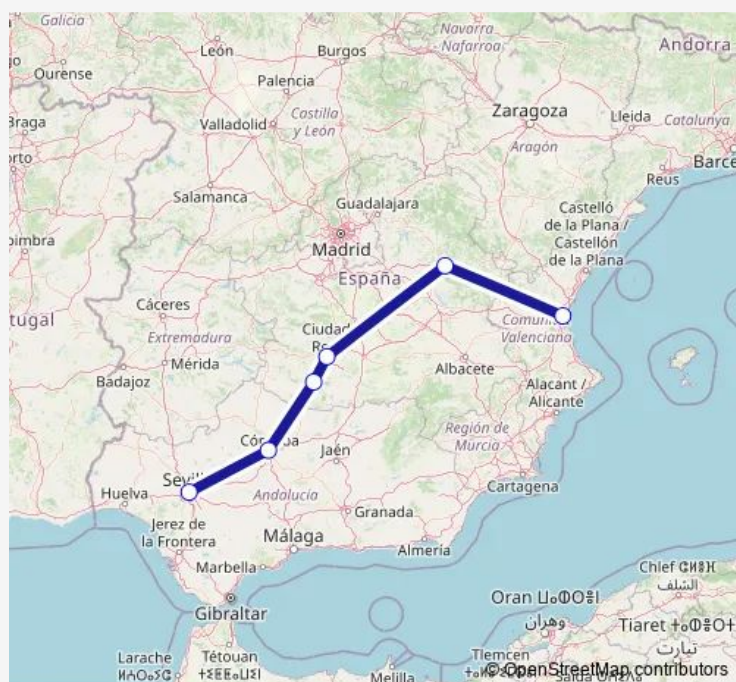 Galicia
León
Burgos
Navarra -
Nafarroa
Andorra
Ourense
Palencia
Castilla
y León
Zaragoza
Lleida
Catalunya
Braga
Valladolid
Aragón
Reus
Salamanca
Guadalajara
Castelló
de la Plana /
Castellón
de la Plana
Madrid
España
Cáceres
Extremadura
Ciudad
Valenciana
Mérida
Albacete
Badajoz
Alacant /
Alicante
Región de
Murcia
Jaén
Cartagena
Huelva
Andalucía
Granada
Jerez de
la Frontera
Málaga
Almería
Marbella
Gibraltar
Oran
وهران
الشلف
Chlef
Tiaret
تيارت
Larache
Tétouan
Melilla
Tlemcen
© OpenStreetMap contributors